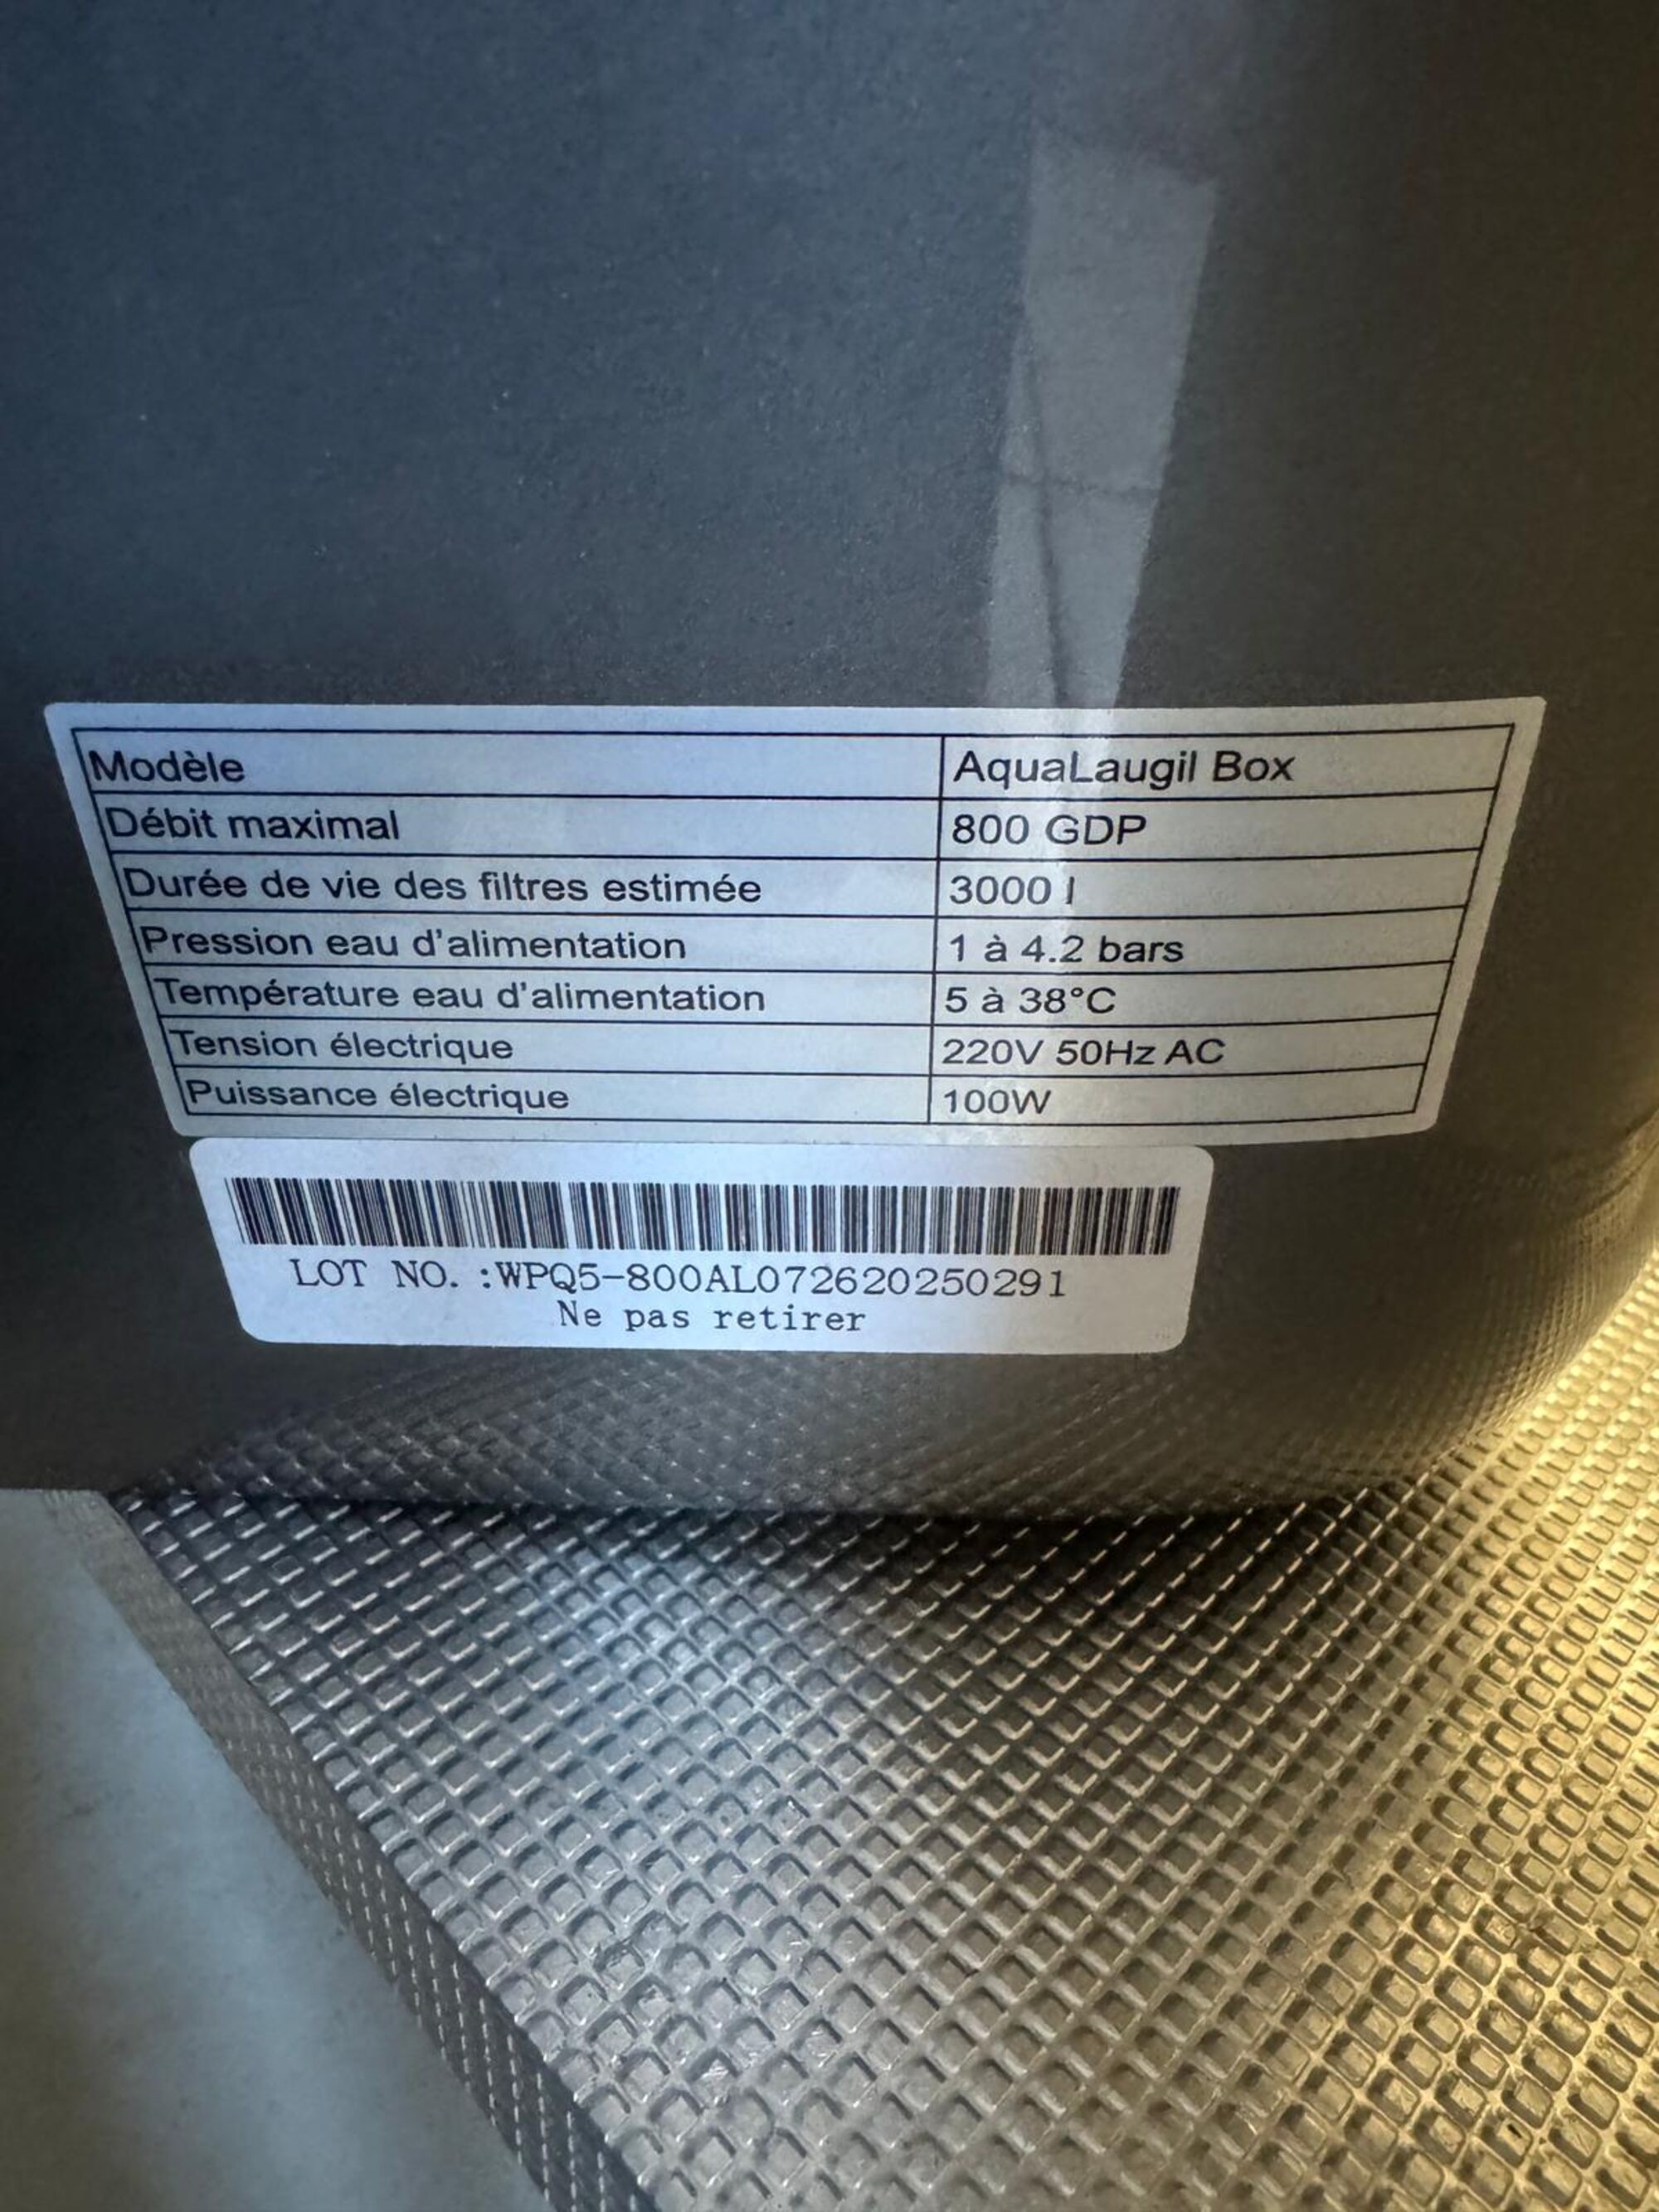 Modèle AquaLaugil Box
Débit maximal 800 GDP
Durée de vie des filtres estimée 3000 l
Pression eau d'alimentation 1 à 4.2 bars
Température eau d'alimentation 5 à 38°C
Tension électrique 220V 50Hz AC
Puissance électrique 100W
LOT NO. :WPQ5-800AL072620250291
Ne pas retirer